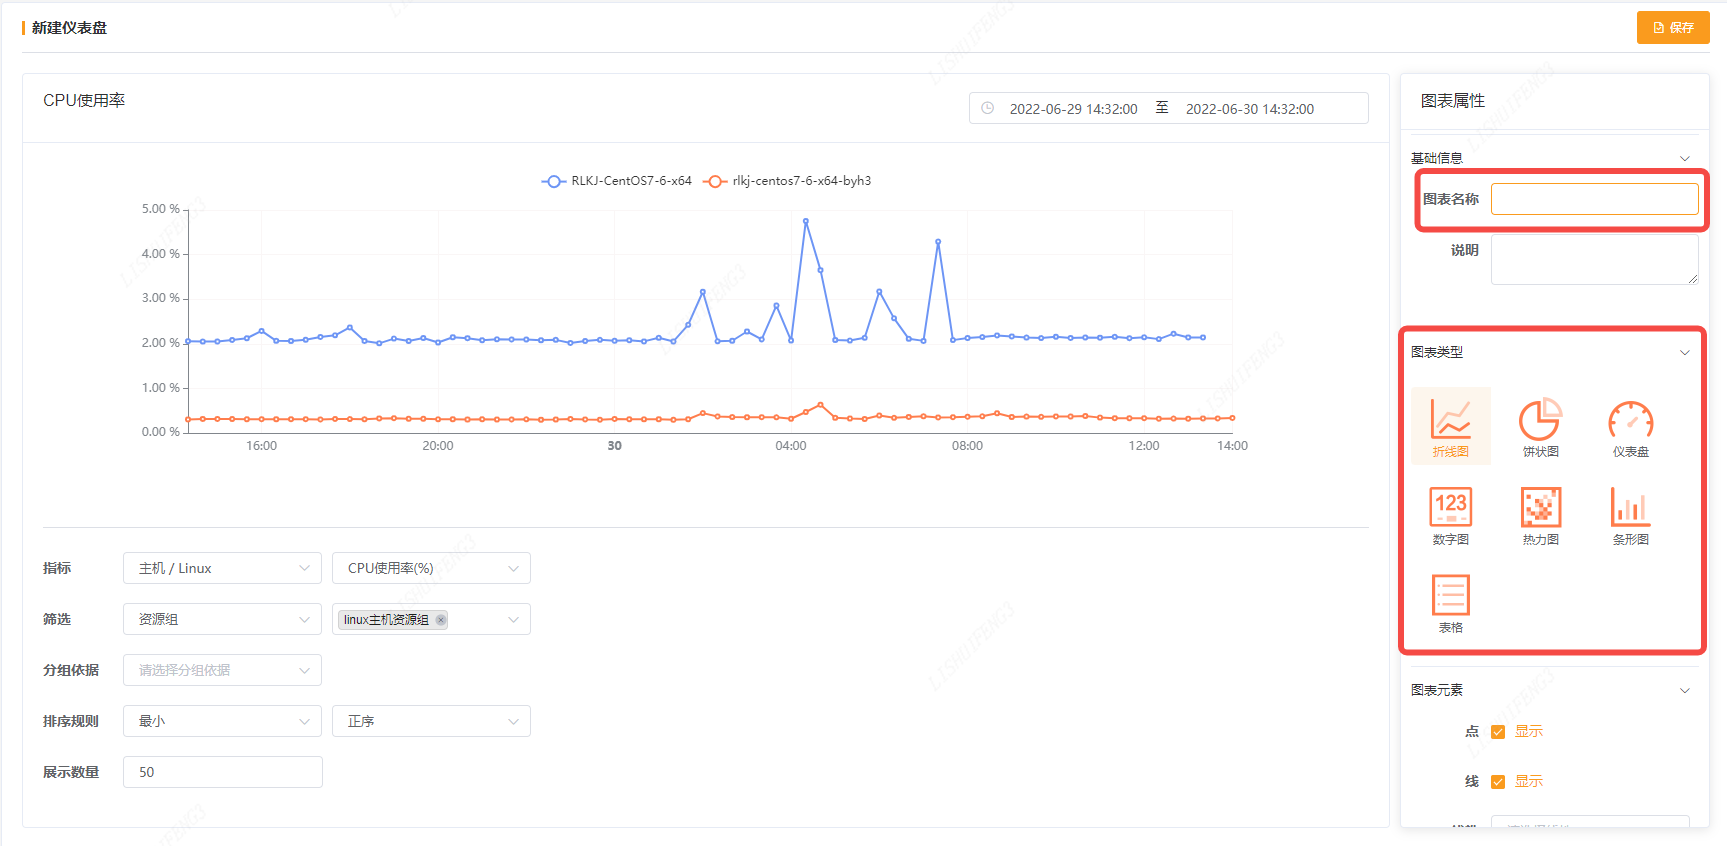 新建仪表盘
保存
CPU使用率
2022-06-29 14:32:00 至 2022-06-30 14:32:00
RLKJ-CentOS7-6-x64 rlkj-centos7-6-x64-byh3
5.00 %
4.00 %
3.00 %
2.00 %
1.00 %
0.00 %
16:00 20:00 30 04:00 08:00 12:00 14:00
指标 主机 / Linux CPU使用率(%)
筛选 资源组 linux主机资源组
分组依据 请选择分组依据
排序规则 最小 正序
展示数量 50
图表属性
基础信息
图表名称
说明
图表类型
折线图 饼状图 仪表盘
123
数字图 热力图 条形图
表格
图表元素
点 显示
线 显示
LISHUIFENG3